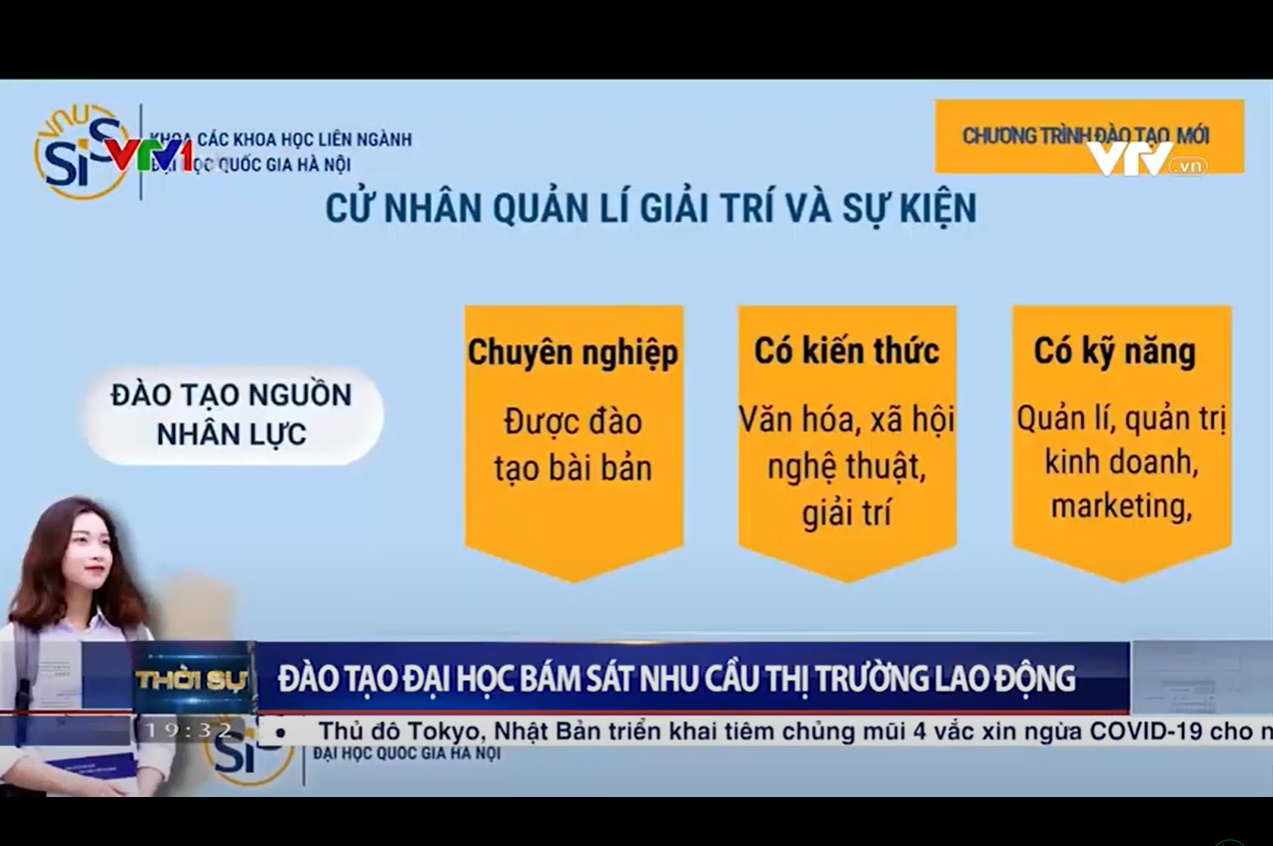 VNU
SiS
KHOA CÁC KHOA HỌC LIÊN NGÀNH
VTV1
ĐẠI HỌC QUỐC GIA HÀ NỘI
CHƯƠNG TRÌNH ĐÀO TẠO MỚI
VTV.vn
CỬ NHÂN QUẢN LÍ GIẢI TRÍ VÀ SỰ KIỆN
ĐÀO TẠO NGUỒN
NHÂN LỰC
Chuyên nghiệp
Được đào
tạo bài bản
Có kiến thức
Văn hóa, xã hội
nghệ thuật,
giải trí
Có kỹ năng
Quản lí, quản trị
kinh doanh,
marketing,
THỜI SỰ
ĐÀO TẠO ĐẠI HỌC BÁM SÁT NHU CẦU THỊ TRƯỜNG LAO ĐỘNG
19:32
• Thủ đô Tokyo, Nhật Bản triển khai tiêm chủng mũi 4 vắc xin ngừa COVID-19 cho n
SiS
ĐẠI HỌC QUỐC GIA HÀ NỘI